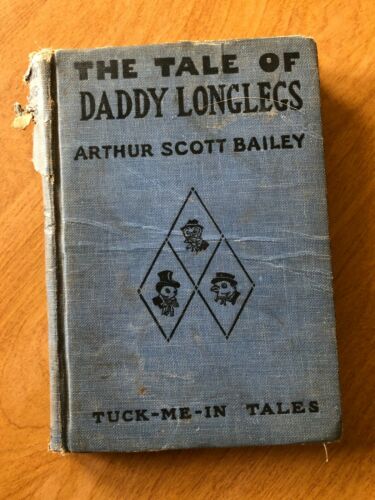 THE TALE OF
DADDY LONGLEGS
ARTHUR SCOTT BAILEY
TUCK-ME-IN TALES